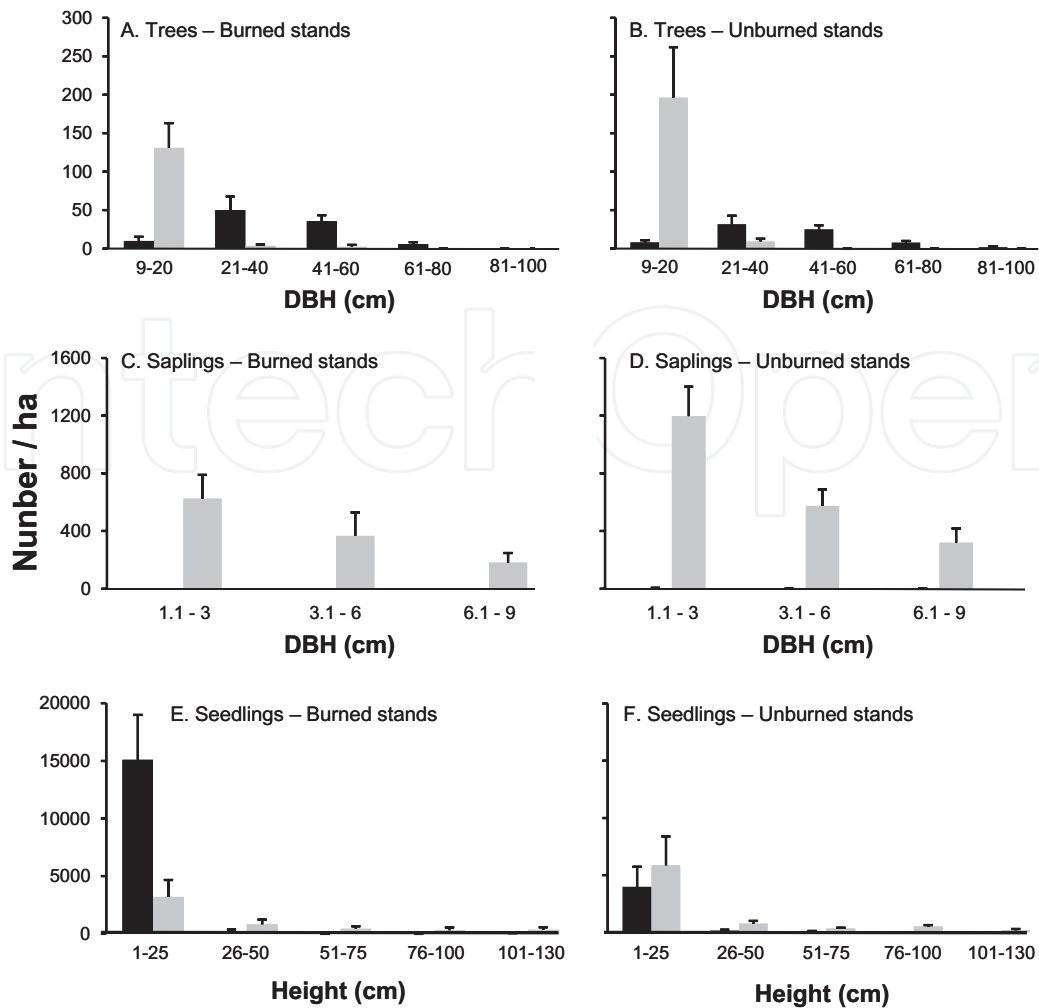 A. Trees – Burned stands
300
250
200
150
100
50
0
9-20 21-40 41-60 61-80 81-100
DBH (cm)
B. Trees – Unburned stands
9-20 21-40 41-60 61-80 81-100
DBH (cm)
Nunber / ha
C. Saplings – Burned stands
1600
1200
800
400
0
1.1 - 3 3.1 - 6 6.1 - 9
DBH (cm)
D. Saplings – Unburned stands
1.1 - 3 3.1 - 6 6.1 - 9
DBH (cm)
E. Seedlings – Burned stands
20000
15000
10000
5000
0
1-25 26-50 51-75 76-100 101-130
Height (cm)
F. Seedlings – Unburned stands
1-25 26-50 51-75 76-100 101-130
Height (cm)
ntechOpen